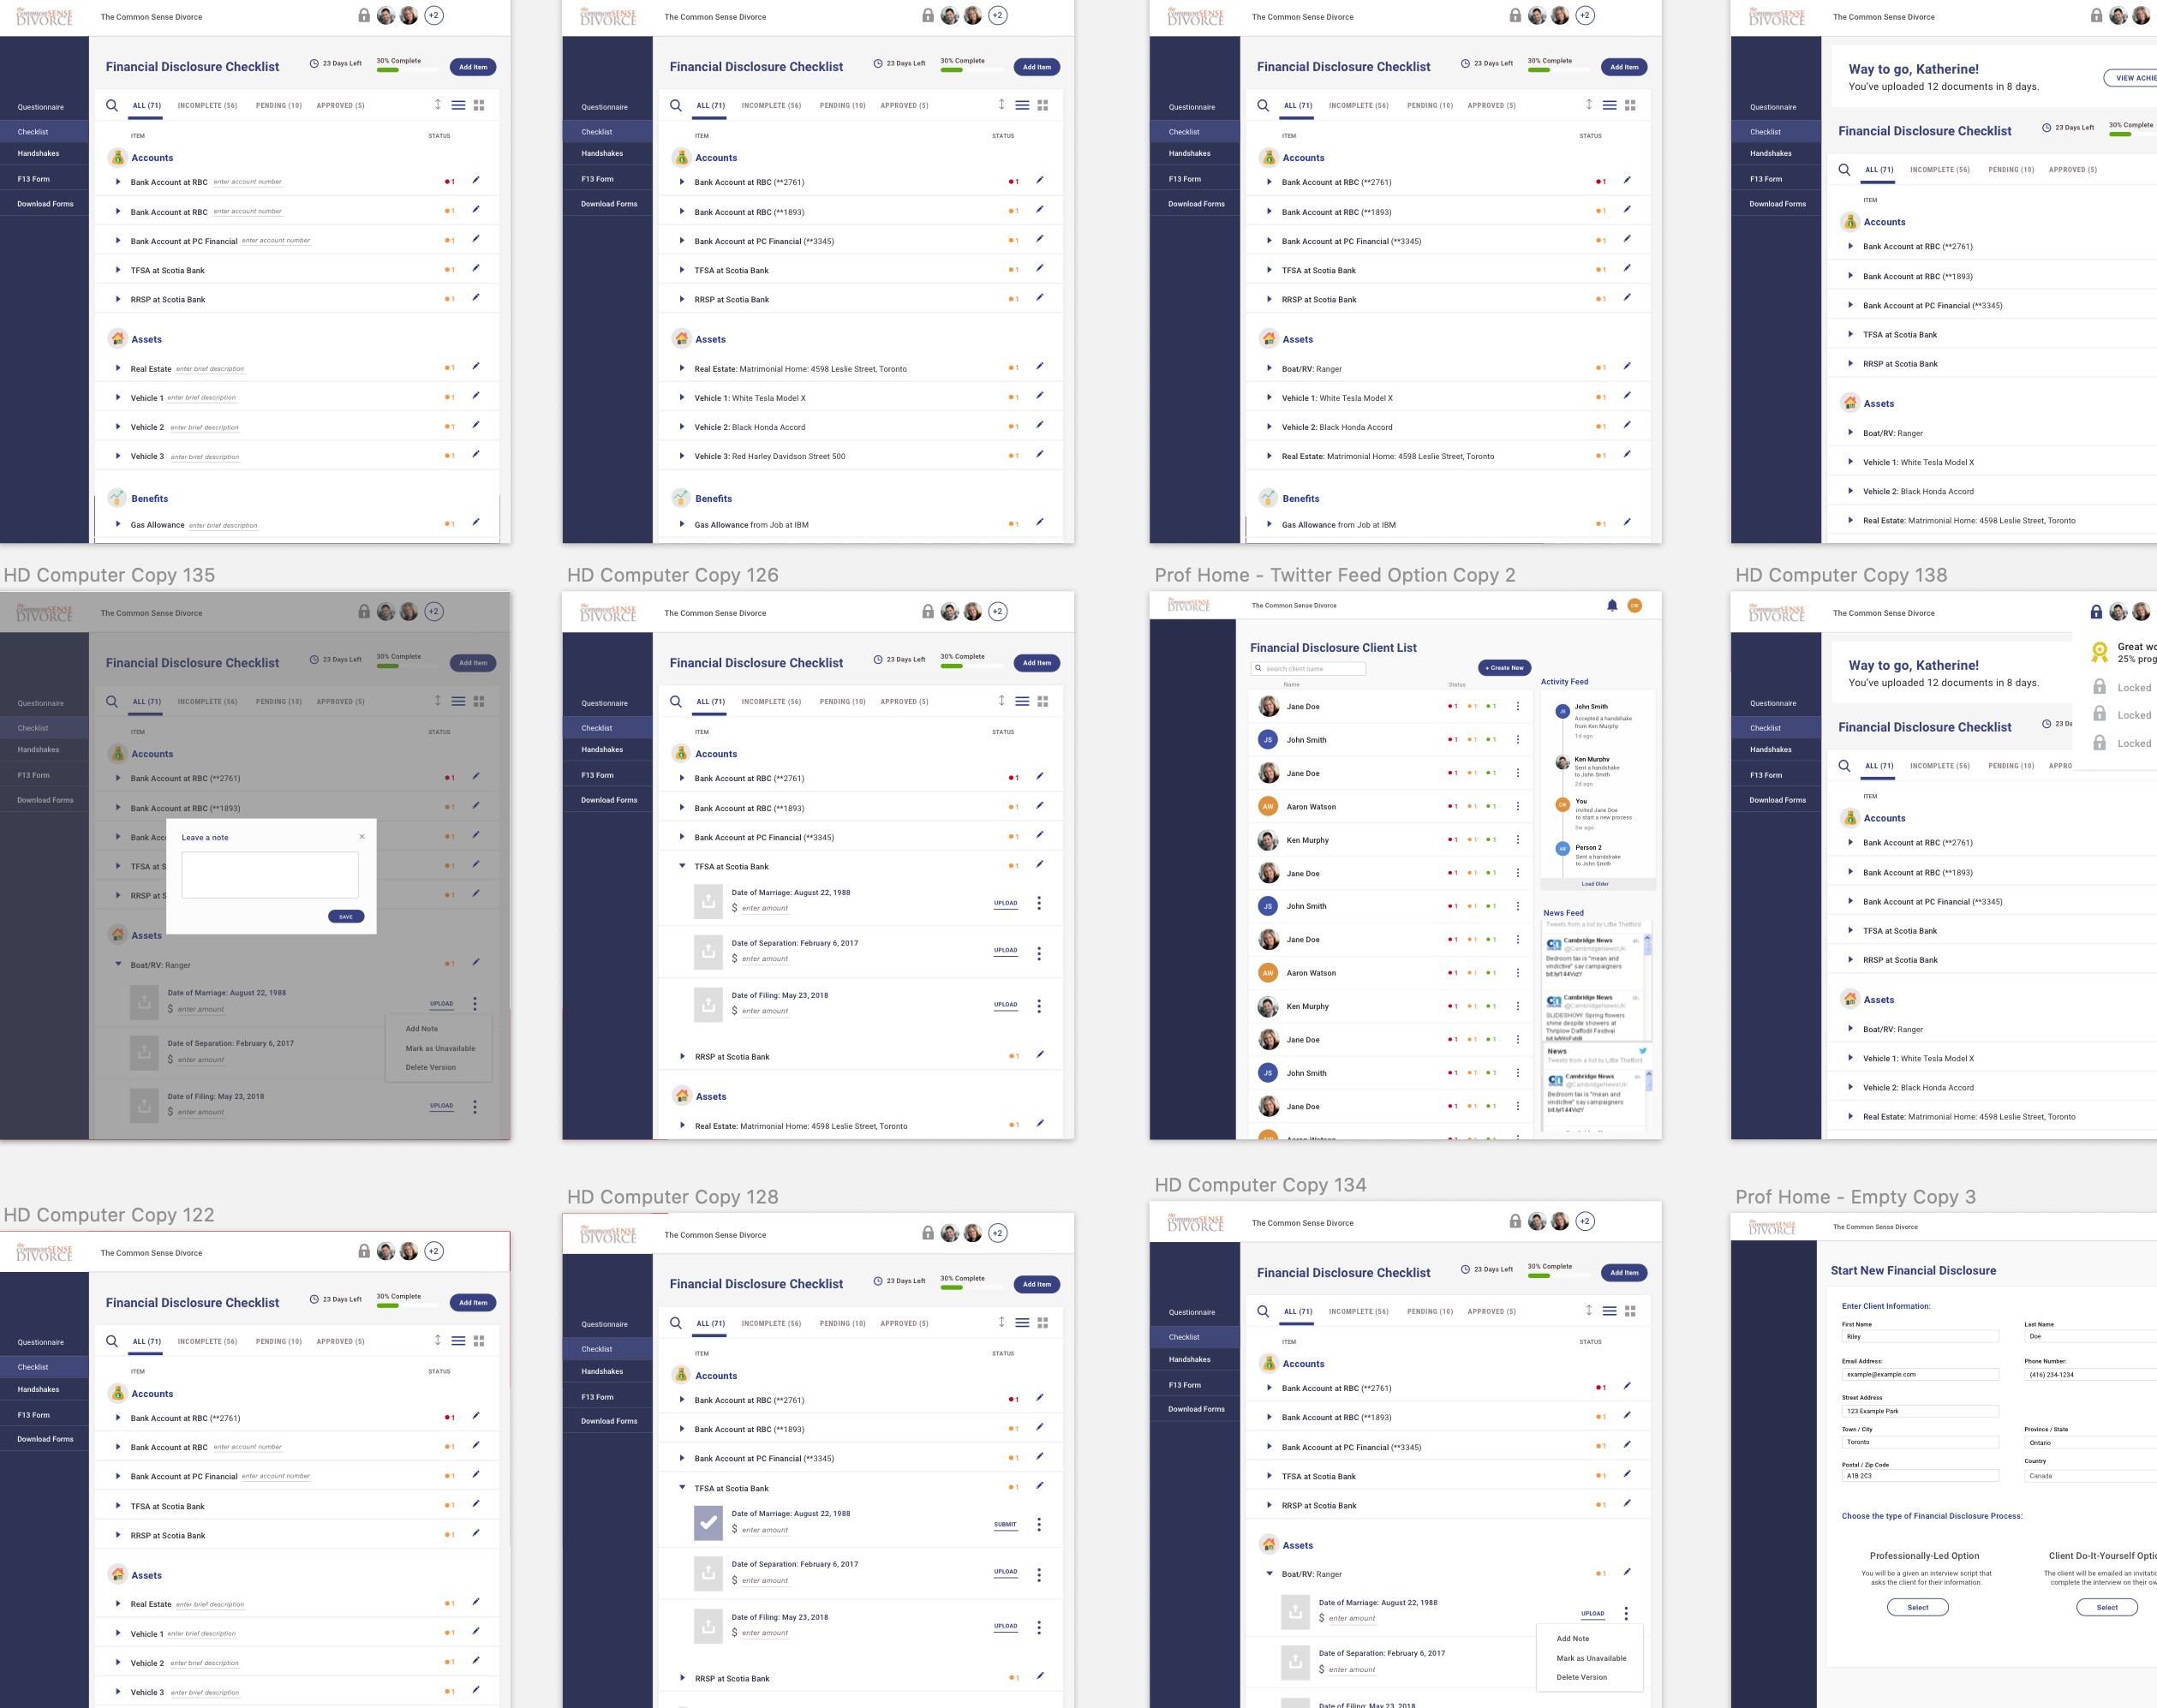 the commonSENSE DIVORCE
The Common Sense Divorce
+2
Financial Disclosure Checklist
23 Days Left
30% Complete
Add Item
Questionnaire
Checklist
Handshakes
F13 Form
Download Forms
ALL (71) INCOMPLETE (56) PENDING (10) APPROVED (5)
ITEM STATUS
Accounts
Bank Account at RBC enter account number 1
Bank Account at RBC enter account number 1
Bank Account at PC Financial enter account number 1
TFSA at Scotia Bank 1
RRSP at Scotia Bank 1
Assets
Real Estate enter brief description 1
Vehicle 1 enter brief description 1
Vehicle 2 enter brief description 1
Vehicle 3 enter brief description 1
Benefits
Gas Allowance enter brief description 1
the commonSENSE DIVORCE
The Common Sense Divorce
+2
Financial Disclosure Checklist
23 Days Left
30% Complete
Add Item
Questionnaire
Checklist
Handshakes
F13 Form
Download Forms
ALL (71) INCOMPLETE (56) PENDING (10) APPROVED (5)
ITEM STATUS
Accounts
Bank Account at RBC (**2761) 1
Bank Account at RBC (**1893) 1
Bank Account at PC Financial (**3345) 1
TFSA at Scotia Bank 1
RRSP at Scotia Bank 1
Assets
Real Estate: Matrimonial Home: 4598 Leslie Street, Toronto 1
Vehicle 1: White Tesla Model X 1
Vehicle 2: Black Honda Accord 1
Vehicle 3: Red Harley Davidson Street 500 1
Benefits
Gas Allowance from Job at IBM 1
the commonSENSE DIVORCE
The Common Sense Divorce
+2
Financial Disclosure Checklist
23 Days Left
30% Complete
Add Item
Questionnaire
Checklist
Handshakes
F13 Form
Download Forms
ALL (71) INCOMPLETE (56) PENDING (10) APPROVED (5)
ITEM STATUS
Accounts
Bank Account at RBC (**2761) 1
Bank Account at RBC (**1893) 1
Bank Account at PC Financial (**3345) 1
TFSA at Scotia Bank 1
RRSP at Scotia Bank 1
Assets
Boat/RV: Ranger 1
Vehicle 1: White Tesla Model X 1
Vehicle 2: Black Honda Accord 1
Real Estate: Matrimonial Home: 4598 Leslie Street, Toronto 1
Benefits
Gas Allowance from Job at IBM 1
the commonSENSE DIVORCE
The Common Sense Divorce
Way to go, Katherine!
You've uploaded 12 documents in 8 days.
VIEW ACHIE
Financial Disclosure Checklist
23 Days Left
30% Complete
Questionnaire
Checklist
Handshakes
F13 Form
Download Forms
ALL (71) INCOMPLETE (56) PENDING (10) APPROVED (5)
ITEM
Accounts
Bank Account at RBC (**2761)
Bank Account at RBC (**1893)
Bank Account at PC Financial (**3345)
TFSA at Scotia Bank
RRSP at Scotia Bank
Assets
Boat/RV: Ranger
Vehicle 1: White Tesla Model X
Vehicle 2: Black Honda Accord
Real Estate: Matrimonial Home: 4598 Leslie Street, Toronto
HD Computer Copy 135
the commonSENSE DIVORCE
The Common Sense Divorce
+2
Financial Disclosure Checklist
23 Days Left
30% Complete
Add Item
Questionnaire
Checklist
Handshakes
F13 Form
Download Forms
ALL (71) INCOMPLETE (56) PENDING (10) APPROVED (5)
ITEM STATUS
Accounts
Bank Account at RBC (**2761) 1
Bank Account at RBC (**1893) 1
Bank Acco 1
TFSA at S 1
RRSP at S 1
Leave a note ×
SAVE
Assets
Boat/RV: Ranger 1
Date of Marriage: August 22, 1988
$ enter amount
UPLOAD
Add Note
Mark as Unavailable
Delete Version
Date of Separation: February 6, 2017
$ enter amount
Date of Filing: May 23, 2018
$ enter amount
UPLOAD
HD Computer Copy 126
the commonSENSE DIVORCE
The Common Sense Divorce
+2
Financial Disclosure Checklist
23 Days Left
30% Complete
Add Item
Questionnaire
Checklist
Handshakes
F13 Form
Download Forms
ALL (71) INCOMPLETE (56) PENDING (10) APPROVED (5)
ITEM STATUS
Accounts
Bank Account at RBC (**2761) 1
Bank Account at RBC (**1893) 1
Bank Account at PC Financial (**3345) 1
TFSA at Scotia Bank 1
Date of Marriage: August 22, 1988
$ enter amount
UPLOAD
Date of Separation: February 6, 2017
$ enter amount
UPLOAD
Date of Filing: May 23, 2018
$ enter amount
UPLOAD
RRSP at Scotia Bank 1
Assets
Real Estate: Matrimonial Home: 4598 Leslie Street, Toronto 1
Prof Home - Twitter Feed Option Copy 2
the commonSENSE DIVORCE
The Common Sense Divorce
CW
Financial Disclosure Client List
search client name
+ Create New
Name Status
Jane Doe 1 1 1
JS John Smith 1 1 1
Jane Doe 1 1 1
AW Aaron Watson 1 1 1
Ken Murphy 1 1 1
Jane Doe 1 1 1
JS John Smith 1 1 1
Jane Doe 1 1 1
AW Aaron Watson 1 1 1
Ken Murphy 1 1 1
Jane Doe 1 1 1
JS John Smith 1 1 1
Jane Doe 1 1 1
AW Aaron Watson
Activity Feed
JS John Smith
Accepted a handshake
from Ken Murphy
1d ago
Ken Murphy
Sent a handshake
to John Smith
2d ago
CW You
invited Jane Doe
to start a new process
3w ago
AB Person 2
Sent a handshake
to John Smith
Load Older
News Feed
Tweets from a list by Little Thetford
Cambridge News
@CambridgeNewsUK
Bedroom tax is "mean and
vindictive" say campaigners
bit.ly/144VizY
Cambridge News
@CambridgeNewsUK
SLIDESHOW: Spring flowers
shine despite showers at
Thriplow Daffodil Festival
News
Tweets from a list by Little Thetford
Cambridge News
@CambridgeNewsUK
Bedroom tax is "mean and
vindictive" say campaigners
bit.ly/144VizY
HD Computer Copy 138
the commonSENSE DIVORCE
The Common Sense Divorce
Way to go, Katherine!
You've uploaded 12 documents in 8 days.
Great wo
25% prog
Locked
Locked
Locked
Financial Disclosure Checklist
23 Da
Questionnaire
Checklist
Handshakes
F13 Form
Download Forms
ALL (71) INCOMPLETE (56) PENDING (10) APPRO
ITEM
Accounts
Bank Account at RBC (**2761)
Bank Account at RBC (**1893)
Bank Account at PC Financial (**3345)
TFSA at Scotia Bank
RRSP at Scotia Bank
Assets
Boat/RV: Ranger
Vehicle 1: White Tesla Model X
Vehicle 2: Black Honda Accord
Real Estate: Matrimonial Home: 4598 Leslie Street, Toronto
HD Computer Copy 122
the commonSENSE DIVORCE
The Common Sense Divorce
+2
Financial Disclosure Checklist
23 Days Left
30% Complete
Add Item
Questionnaire
Checklist
Handshakes
F13 Form
Download Forms
ALL (71) INCOMPLETE (56) PENDING (10) APPROVED (5)
ITEM STATUS
Accounts
Bank Account at RBC (**2761) 1
Bank Account at RBC enter account number 1
Bank Account at PC Financial enter account number 1
TFSA at Scotia Bank 1
RRSP at Scotia Bank 1
Assets
Real Estate enter brief description 1
Vehicle 1 enter brief description 1
Vehicle 2 enter brief description 1
Vehicle 3 enter brief description 1
HD Computer Copy 128
the commonSENSE DIVORCE
The Common Sense Divorce
+2
Financial Disclosure Checklist
23 Days Left
30% Complete
Add Item
Questionnaire
Checklist
Handshakes
F13 Form
Download Forms
ALL (71) INCOMPLETE (56) PENDING (10) APPROVED (5)
ITEM STATUS
Accounts
Bank Account at RBC (**2761) 1
Bank Account at RBC (**1893) 1
Bank Account at PC Financial (**3345) 1
TFSA at Scotia Bank 1
Date of Marriage: August 22, 1988
$ enter amount
SUBMIT
Date of Separation: February 6, 2017
$ enter amount
UPLOAD
Date of Filing: May 23, 2018
$ enter amount
UPLOAD
RRSP at Scotia Bank 1
HD Computer Copy 134
the commonSENSE DIVORCE
The Common Sense Divorce
+2
Financial Disclosure Checklist
23 Days Left
30% Complete
Add Item
Questionnaire
Checklist
Handshakes
F13 Form
Download Forms
ALL (71) INCOMPLETE (56) PENDING (10) APPROVED (5)
ITEM STATUS
Accounts
Bank Account at RBC (**2761) 1
Bank Account at RBC (**1893) 1
Bank Account at PC Financial (**3345) 1
TFSA at Scotia Bank 1
RRSP at Scotia Bank 1
Assets
Boat/RV: Ranger 1
Date of Marriage: August 22, 1988
$ enter amount
UPLOAD
Add Note
Mark as Unavailable
Delete Version
Date of Separation: February 6, 2017
$ enter amount
Date of Filing: May 23, 2018
Prof Home - Empty Copy 3
the commonSENSE DIVORCE
The Common Sense Divorce
Start New Financial Disclosure
Enter Client Information:
First Name Last Name
Riley Doe
Email Address: Phone Number:
example@example.com (416) 234-1234
Street Address
123 Example Park
Town / City Province / State
Toronto Ontario
Postal / Zip Code Country
A1B 2C3 Canada
Choose the type of Financial Disclosure Process:
Professionally-Led Option
You will be a given an interview script that
asks the client for their information.
Select
Client Do-It-Yourself Optio
The client will be emailed an invitatio
complete the interview on their ow
Select